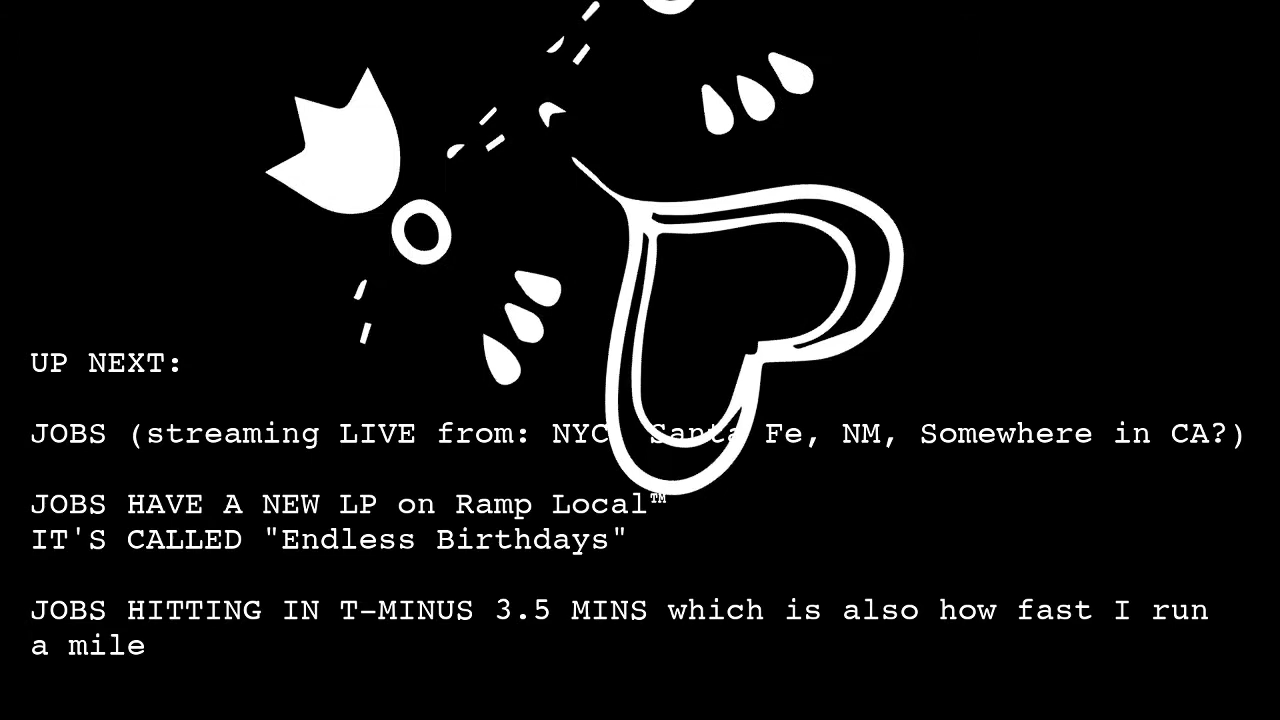 UP NEXT:
JOBS (streaming LIVE from: NYC, Santa Fe, NM, Somewhere in CA?)
JOBS HAVE A NEW LP on Ramp Local™
IT'S CALLED "Endless Birthdays"
JOBS HITTING IN T-MINUS 3.5 MINS which is also how fast I run
a mile